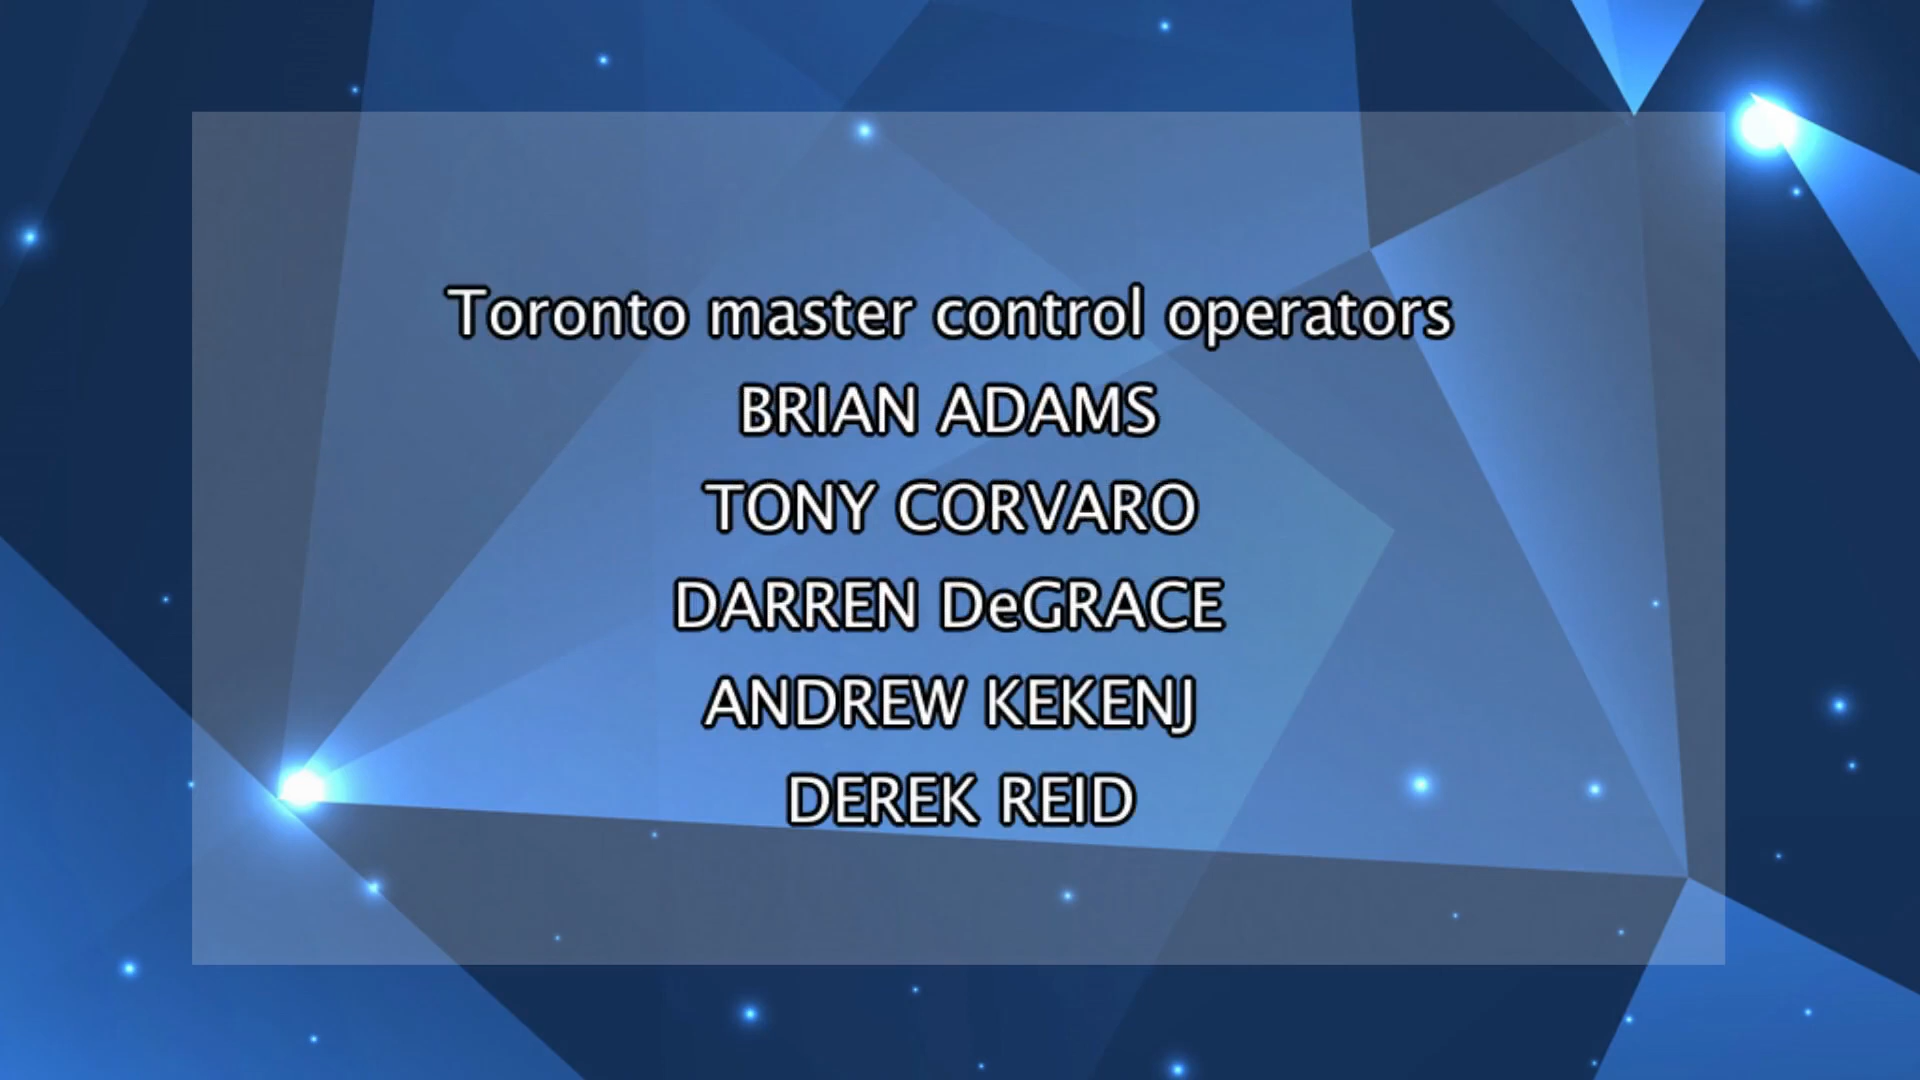 Toronto master control operators
BRIAN ADAMS
TONY CORVARO
DARREN DeGRACE
ANDREW KEKENJ
DEREK REID